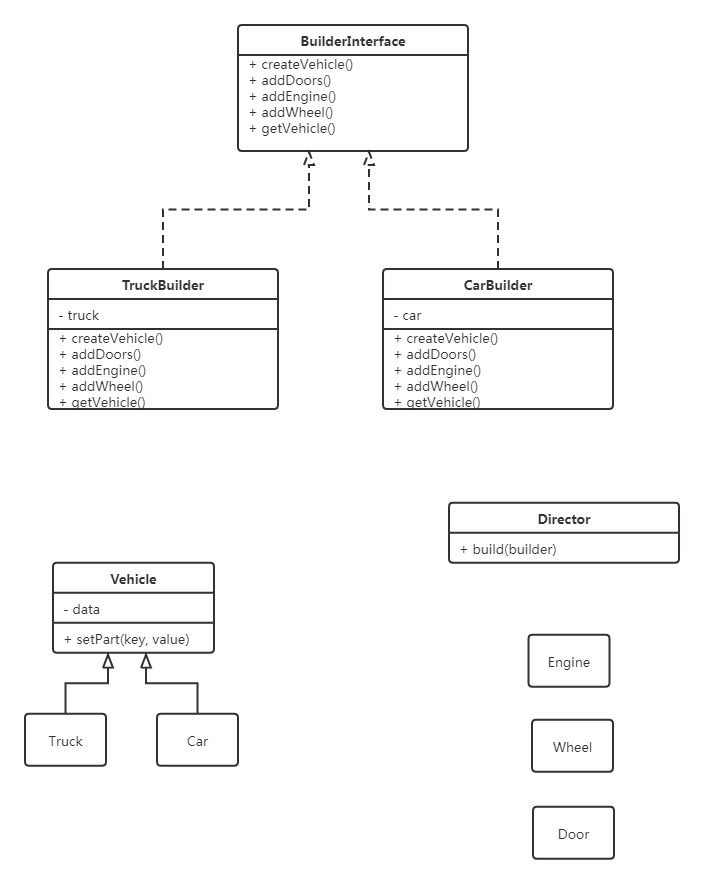 BuilderInterface
+ createVehicle()
+ addDoors()
+ addEngine()
+ addWheel()
+ getVehicle()
TruckBuilder
- truck
+ createVehicle()
+ addDoors()
+ addEngine()
+ addWheel()
+ getVehicle()
CarBuilder
- car
+ createVehicle()
+ addDoors()
+ addEngine()
+ addWheel()
+ getVehicle()
Director
+ build(builder)
Vehicle
- data
+ setPart(key, value)
Truck
Car
Engine
Wheel
Door